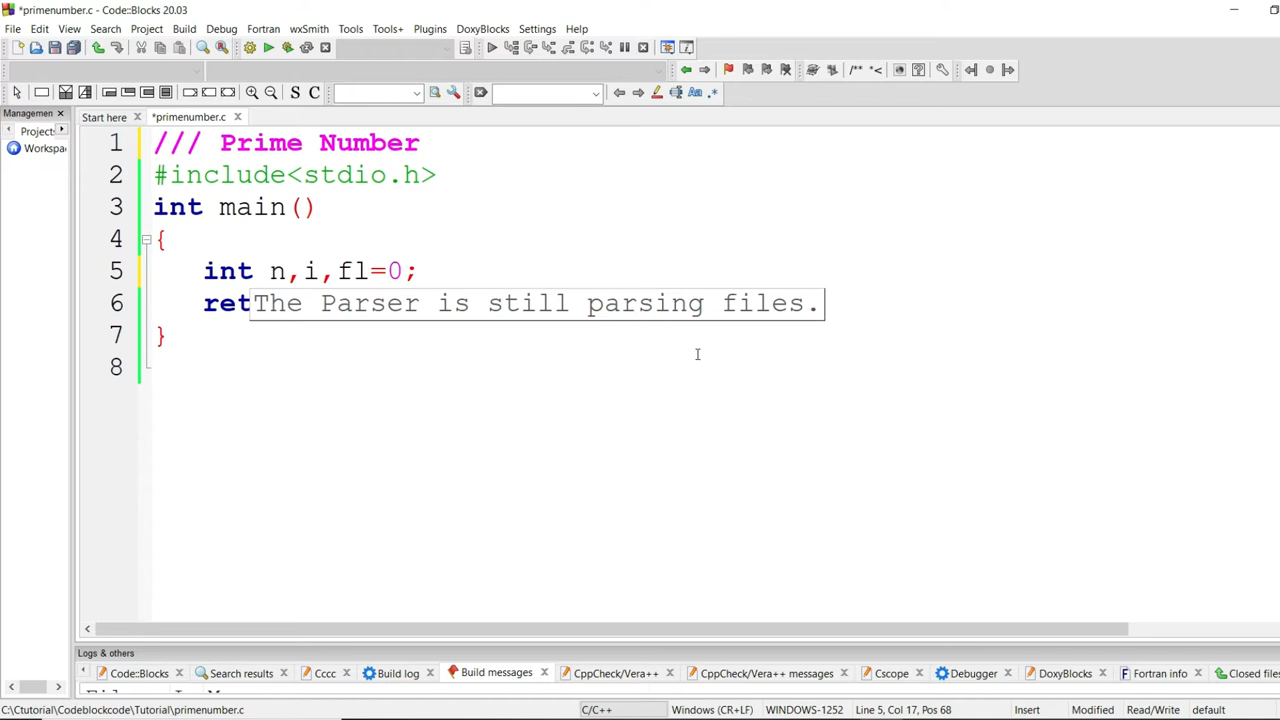 *primenumber.c - Code::Blocks 20.03
File Edit View Search Project Build Debug Fortran wxSmith Tools Tools+ Plugins DoxyBlocks Settings Help
/** *<
S C
Aa .*
Managemen
Start here *primenumber.c
Projects
Workspa
1 /// Prime Number
2 #include<stdio.h>
3 int main()
4 {
5 int n,i,fl=0;
6 ret The Parser is still parsing files.
7 }
8
Logs & others
Code::Blocks Search results Cccc Build log Build messages CppCheck/Vera++ CppCheck/Vera++ messages Cscope Debugger DoxyBlocks Fortran info Closed files
C:\Ctutorial\Codeblockcode\Tutorial\primenumber.c C/C++ Windows (CR+LF) WINDOWS-1252 Line 5, Col 17, Pos 68 Insert Modified Read/Write default